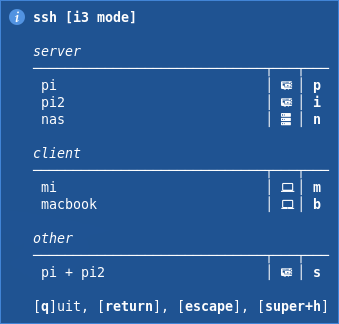 ssh [i3 mode]
server
pi p
pi2 i
nas n
client
mi m
macbook b
other
pi + pi2 s
[q]uit, [return], [escape], [super+h]